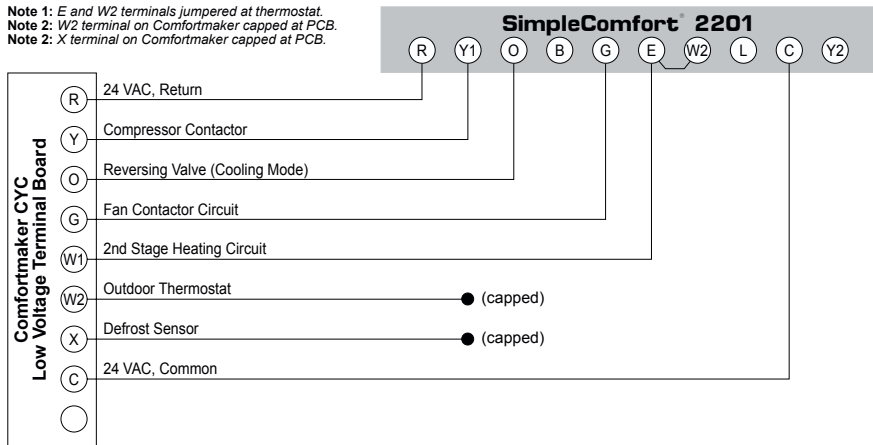 Note 1: E and W2 terminals jumpered at thermostat.
Note 2: W2 terminal on Comfortmaker capped at PCB.
Note 2: X terminal on Comfortmaker capped at PCB.
SimpleComfort® 2201
R Y1 O B G E W2 L C Y2
Comfortmaker CYC
Low Voltage Terminal Board
R 24 VAC, Return
Y Compressor Contactor
O Reversing Valve (Cooling Mode)
G Fan Contactor Circuit
W1 2nd Stage Heating Circuit
W2 Outdoor Thermostat (capped)
X Defrost Sensor (capped)
C 24 VAC, Common